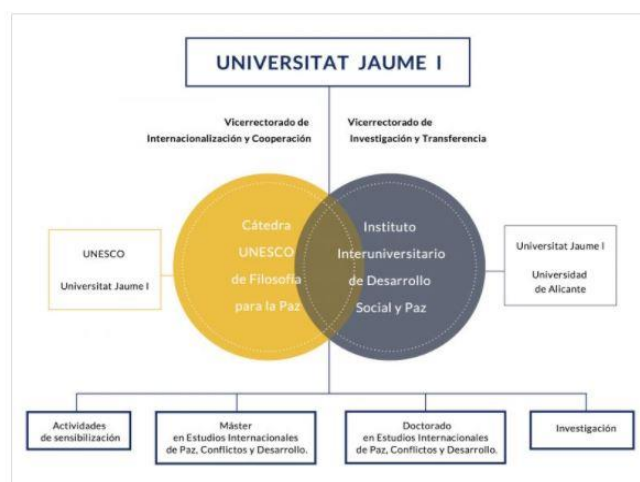 UNIVERSITAT JAUME I
Vicerrectorado de
Internacionalización y Cooperación
Vicerrectorado de
Investigación y Transferencia
Cátedra
UNESCO
de Filosofía
para la Paz
Instituto
Interuniversitario
de Desarrollo
Social y Paz
UNESCO
Universitat Jaume I
Universitat Jaume I
Universidad
de Alicante
Actividades
de sensibilización
Máster
en Estudios Internacionales
de Paz, Conflictos y Desarrollo.
Doctorado
en Estudios Internacionales
de Paz, Conflictos y Desarrollo.
Investigación